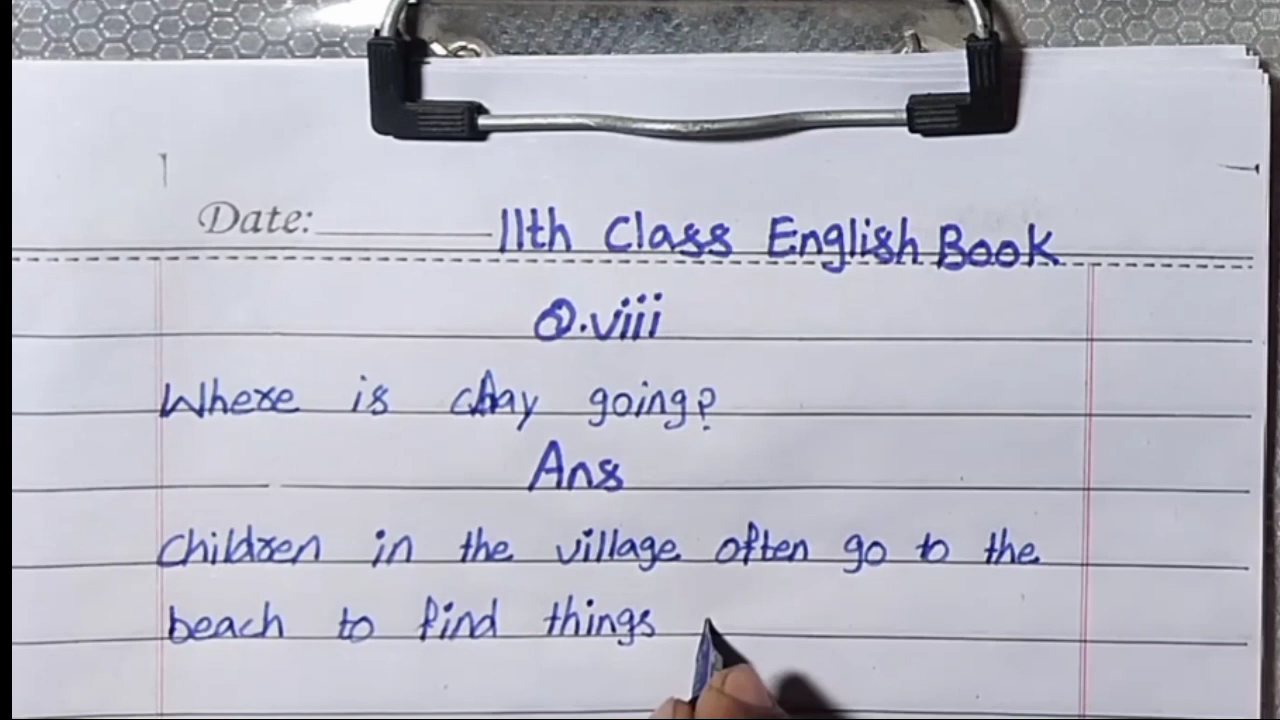 Date: 11th Class English Book
Q.viii
Where is going?
Ans
Children in the village often go to the
beach to find things